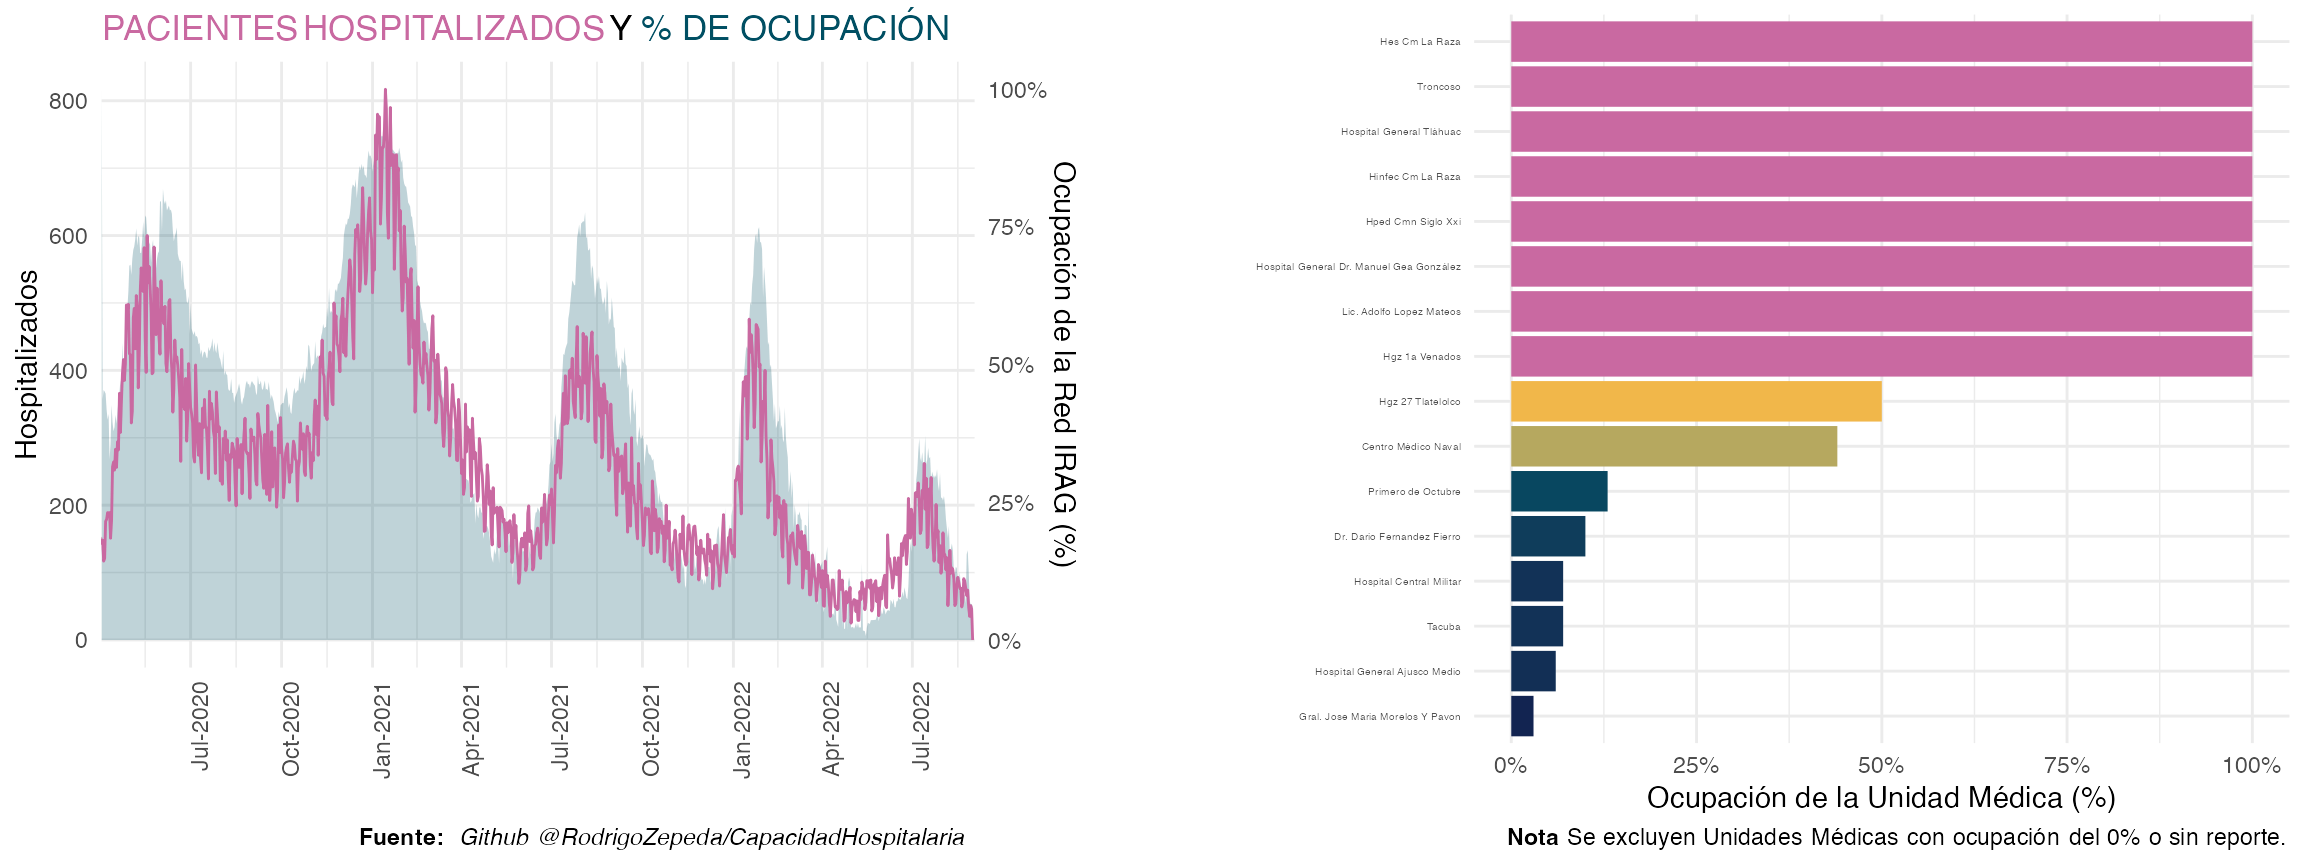 PACIENTES HOSPITALIZADOS Y % DE OCUPACIÓN
Hospitalizados
800
600
400
200
0
100%
75%
50%
25%
0%
Ocupación de la Red IRAG (%)
Jul-2020
Oct-2020
Jan-2021
Apr-2021
Jul-2021
Oct-2021
Jan-2022
Apr-2022
Jul-2022
Fuente: Github @RodrigoZepeda/CapacidadHospitalaria
Hes Cm La Raza
Troncoso
Hospital General Tláhuac
Hinfec Cm La Raza
Hped Cmn Siglo Xxi
Hospital General Dr. Manuel Gea González
Lic. Adolfo Lopez Mateos
Hgz 1a Venados
Hgz 27 Tlatelolco
Centro Médico Naval
Primero de Octubre
Dr. Dario Fernandez Fierro
Hospital Central Militar
Tacuba
Hospital General Ajusco Medio
Gral. Jose Maria Morelos Y Pavon
0%
25%
50%
75%
100%
Ocupación de la Unidad Médica (%)
Nota Se excluyen Unidades Médicas con ocupación del 0% o sin reporte.